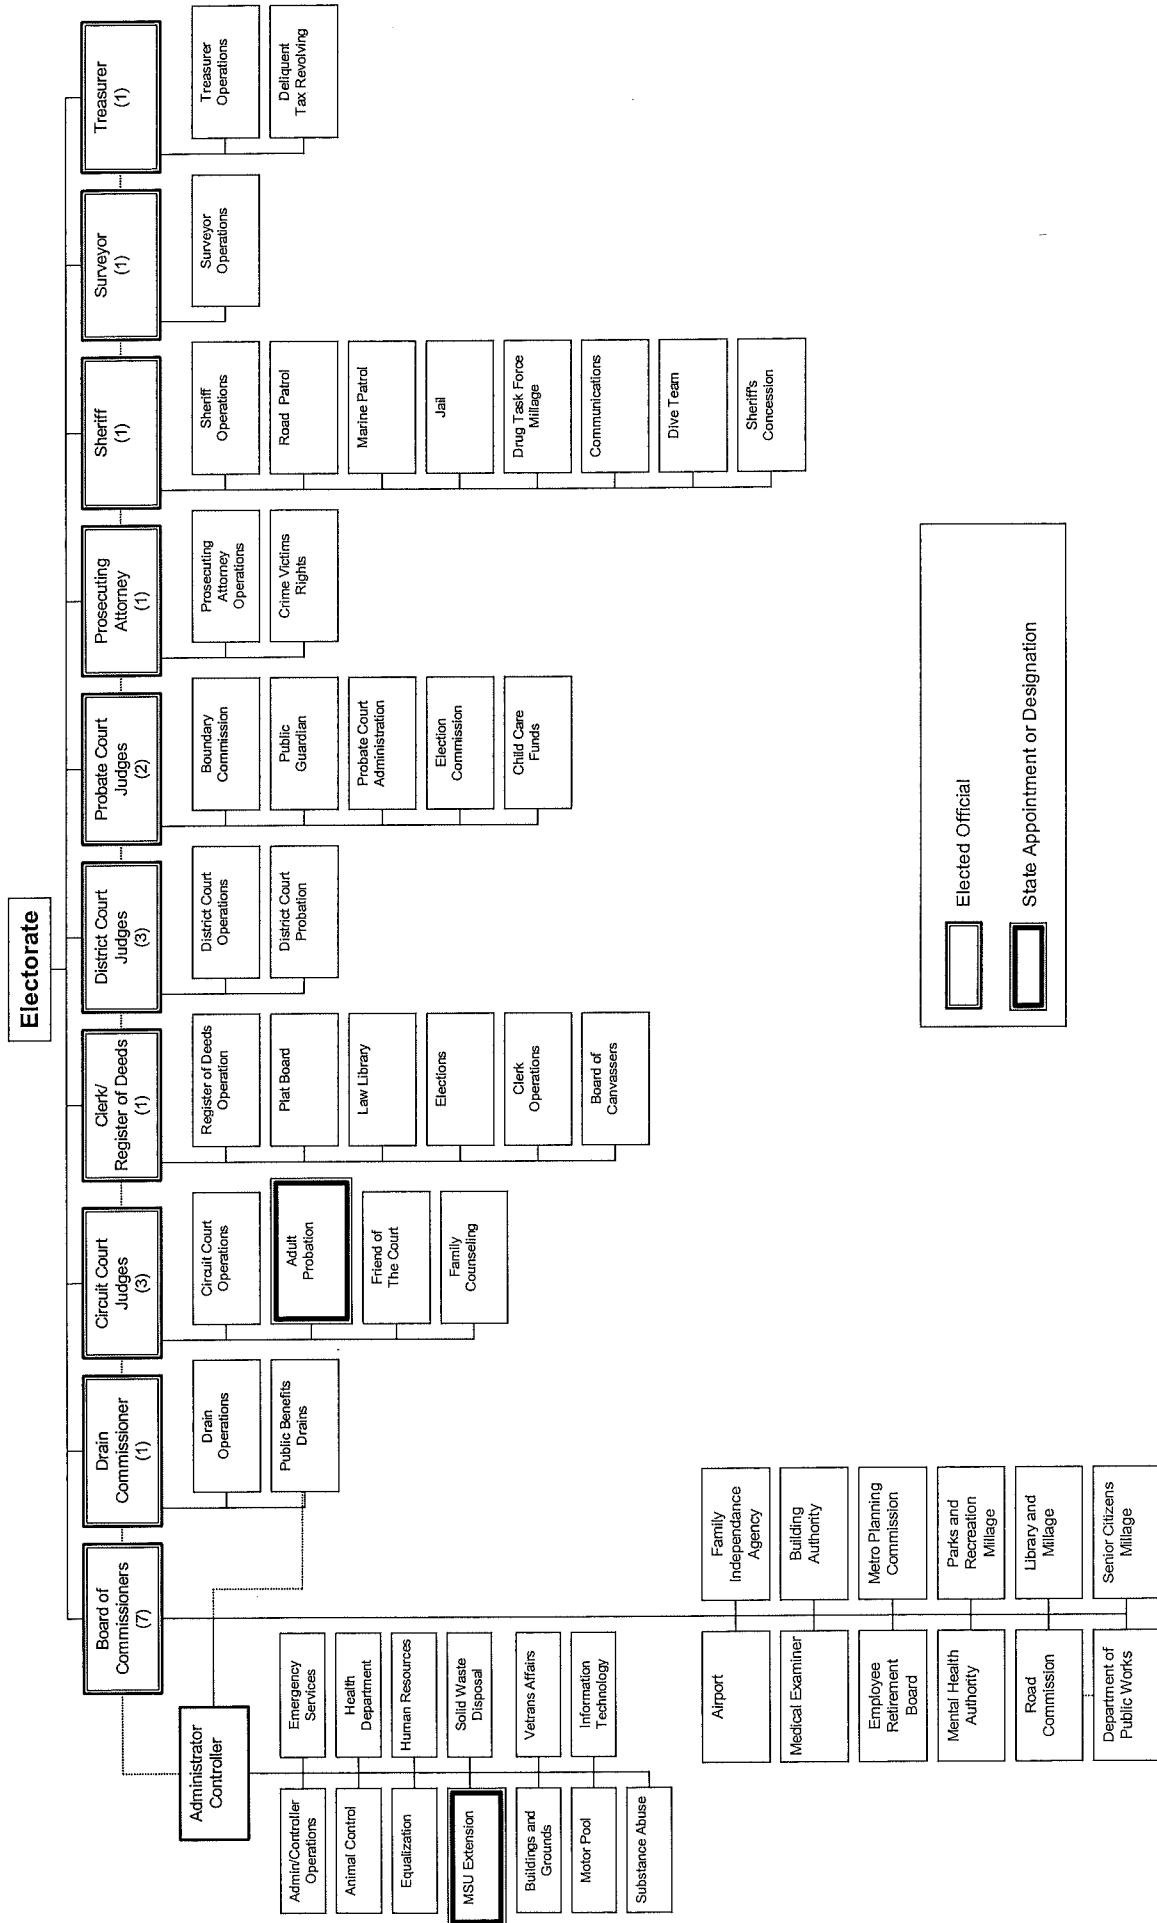 Electorate
Board of
Commissioners
(7)
Drain
Commissioner
(1)
Circuit Court
Judges
(3)
Clerk/
Register of Deeds
(1)
District Court
Judges
(3)
Probate Court
Judges
(2)
Prosecuting
Attorney
(1)
Sheriff
(1)
Surveyor
(1)
Treasurer
(1)
Administrator
Controller
Admin/Controller
Operations
Emergency
Services
Animal Control
Health
Department
Equalization
Human Resources
MSU Extension
Solid Waste
Disposal
Buildings and
Grounds
Vetrans Affairs
Motor Pool
Information
Technology
Substance Abuse
Airport
Family
Independance
Agency
Medical Examiner
Building
Authority
Employee
Retirement
Board
Metro Planning
Commission
Mental Health
Authority
Parks and
Recreation
Millage
Road
Commission
Library and
Millage
Department of
Public Works
Senior Citizens
Millage
Drain
Operations
Public Benefits
Drains
Circuit Court
Operations
Adult
Probation
Friend of
The Court
Family
Counseling
Register of Deeds
Operation
Plat Board
Law Library
Elections
Clerk
Operations
Board of
Canvassers
District Court
Operations
District Court
Probation
Boundary
Commission
Public
Guardian
Probate Court
Administration
Election
Commission
Child Care
Funds
Prosecuting
Attorney
Operations
Crime Victims
Rights
Sheriff
Operations
Road Patrol
Marine Patrol
Jail
Drug Task Force
Millage
Communications
Dive Team
Sheriff's
Concession
Surveyor
Operations
Treasurer
Operations
Deliquent
Tax Revolving
Elected Official
State Appointment or Designation